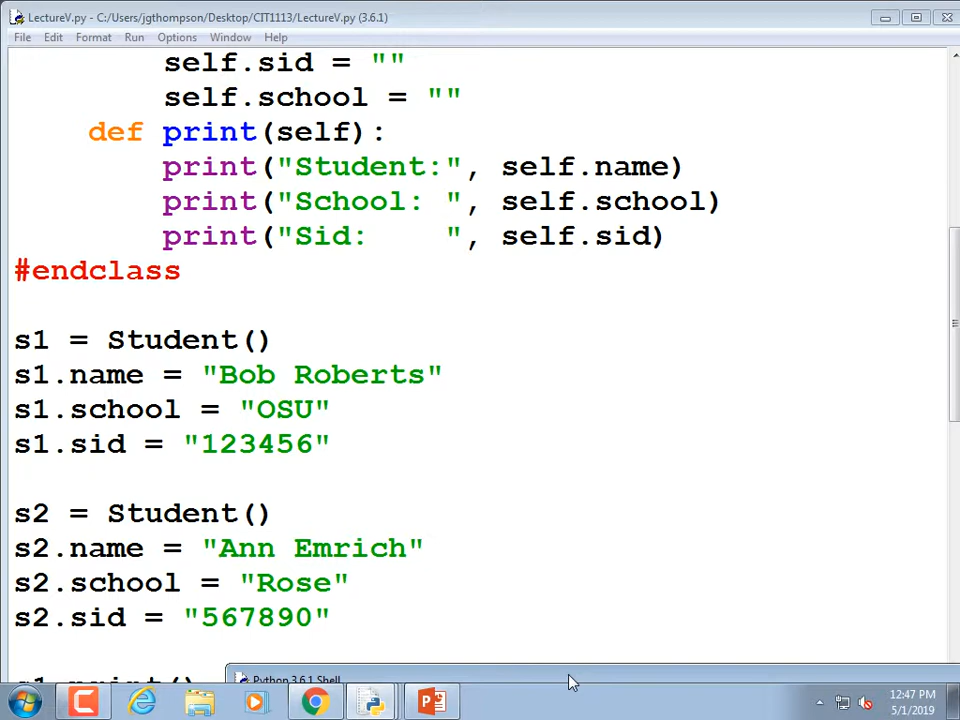 LectureV.py - C:/Users/jgthompson/Desktop/CIT1113/LectureV.py (3.6.1)
File Edit Format Run Options Window Help
self.sid = ""
self.school = ""
def print(self):
print("Student:", self.name)
print("School: ", self.school)
print("Sid:    ", self.sid)
#endclass
s1 = Student()
s1.name = "Bob Roberts"
s1.school = "OSU"
s1.sid = "123456"
s2 = Student()
s2.name = "Ann Emrich"
s2.school = "Rose"
s2.sid = "567890"
s1.print()
Python 3.6.1 Shell
12:47 PM
5/1/2019